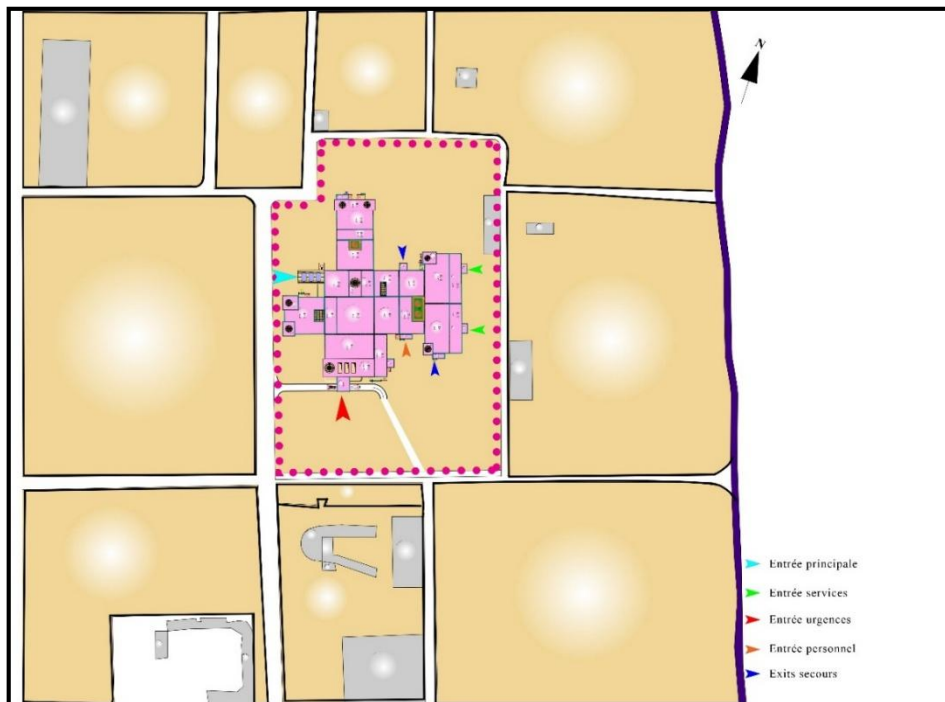 N
Entrée principale
Entrée services
Entrée urgences
Entrée personnel
Exits secours